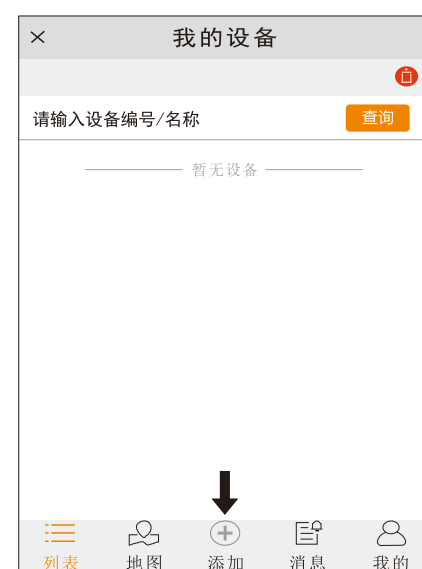 我的设备
请输入设备编号/名称 查询
暂无设备
列表 地图 添加 消息 我的